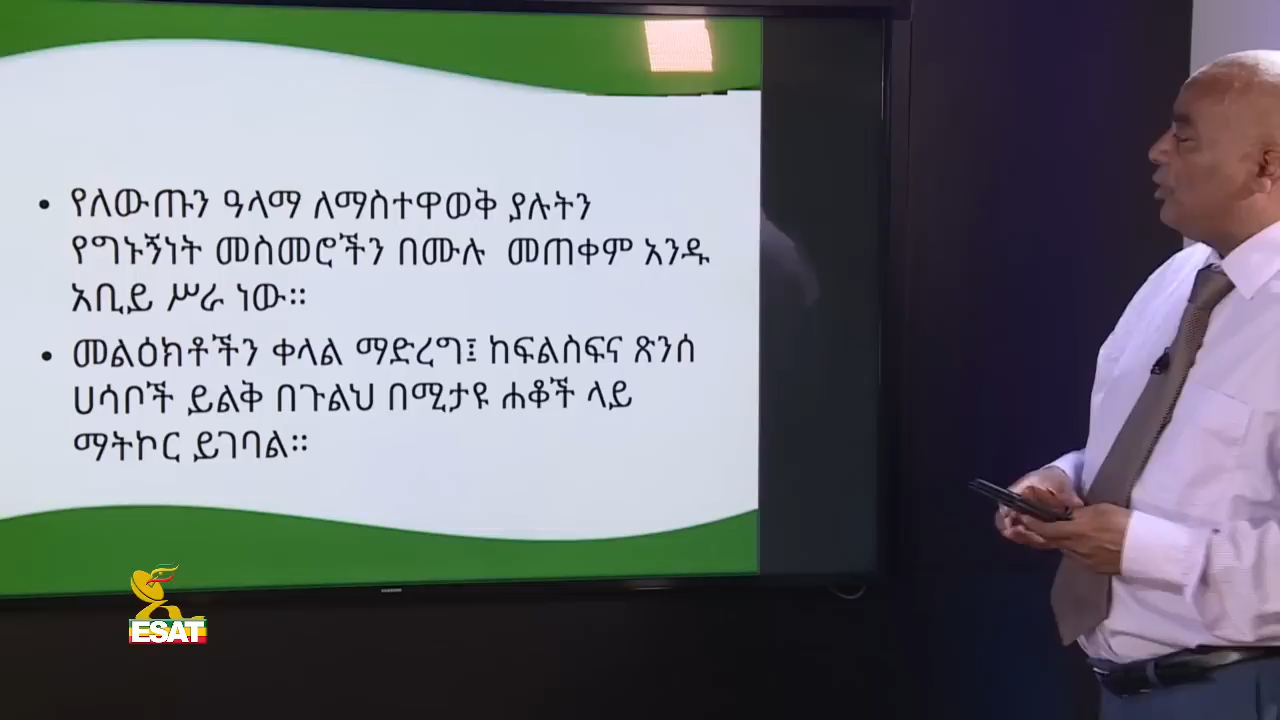 • የለውጡን ዓላማ ለማስተዋወቅ ያሉትን
የግኑኝነት መስመሮችን በሙሉ መጠቀም አንዱ
አቢይ ሥራ ነው።
• መልዕክቶችን ቀላል ማድረግ፤ ከፍልስፍና ጽንሰ
ሀሳቦች ይልቅ በጉልህ በሚታዩ ሐቆች ላይ
ማትኮር ይገባል።
ESAT